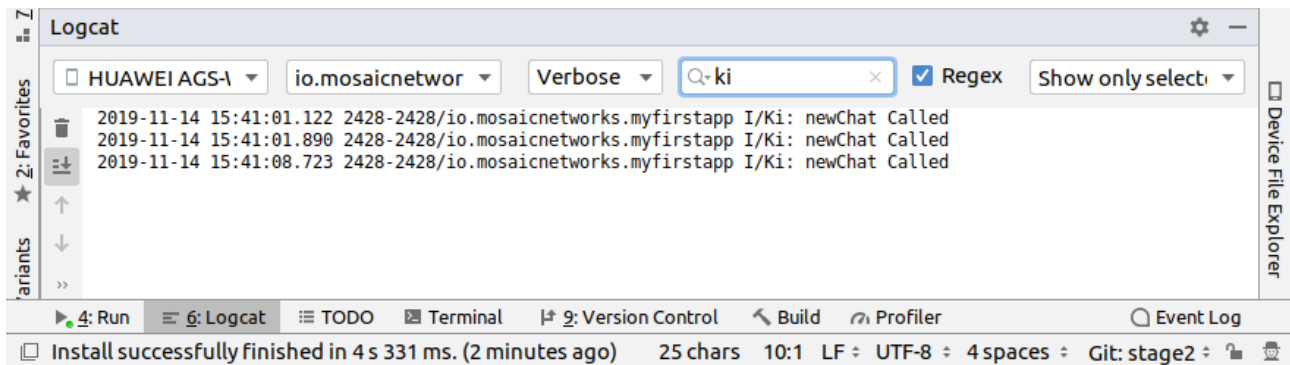 Logcat
HUAWEI AGS-\ io.mosaicnetwor Verbose ki Regex Show only select
2019-11-14 15:41:01.122 2428-2428/io.mosaicnetworks.myfirstapp I/Ki: newChat Called
2019-11-14 15:41:01.890 2428-2428/io.mosaicnetworks.myfirstapp I/Ki: newChat Called
2019-11-14 15:41:08.723 2428-2428/io.mosaicnetworks.myfirstapp I/Ki: newChat Called
7
2: Favorites
ariants
Device File Explorer
4: Run 6: Logcat TODO Terminal 9: Version Control Build Profiler Event Log
Install successfully finished in 4 s 331 ms. (2 minutes ago) 25 chars 10:1 LF UTF-8 4 spaces Git: stage2